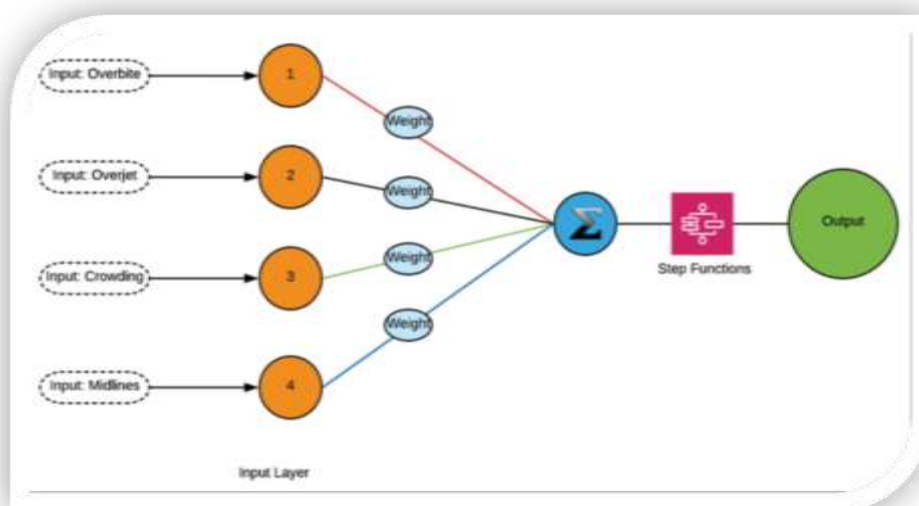 Input: Overbite
1
Weight
Input: Overjet
2
Weight
Σ
Output
Step Functions
Input: Crowding
3
Weight
Weight
Input: Midlines
4
Input Layer